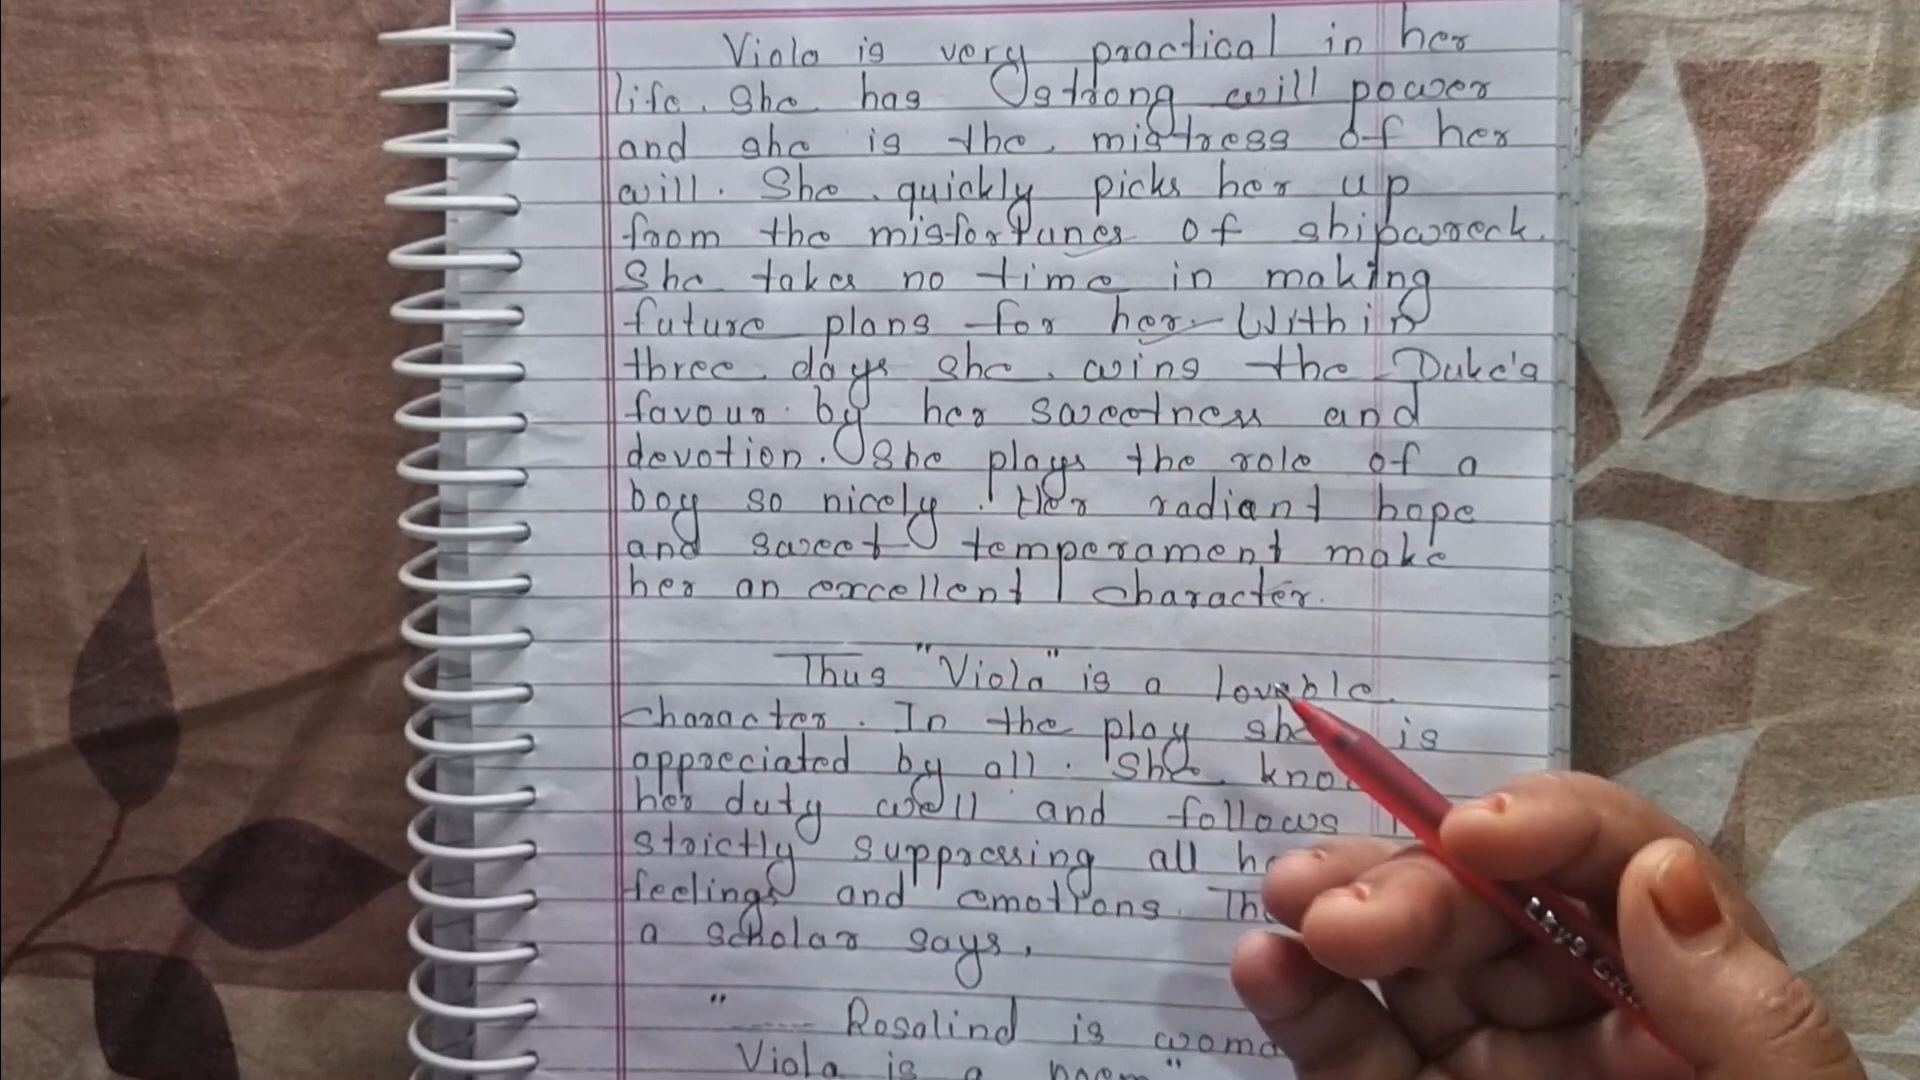 Viola is very practical in her
life. She has strong will power
and she is the mistress of her
will. She quickly picks her up
from the misfortunes of shipwreck.
She takes no time in making
future plans for her. Within
three days she wins the Duke's
favour by her sweetness and
devotion. She plays the role of a
boy so nicely. Her radiant hope
and sweet temperament make
her an excellent character.
Thus "Viola" is a lovable
character. In the play she is
appreciated by all. She
her duty well and follows
strictly suppressing all
feelings and emotions.
a scholar says,
" Rosalind is
Viola is a poem"